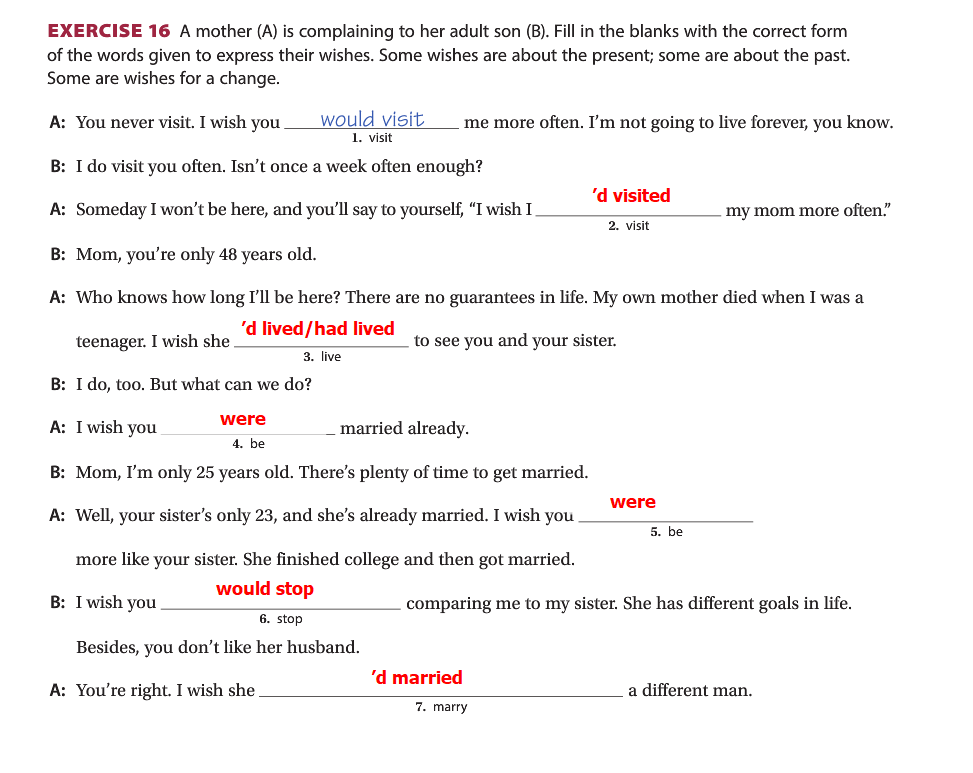 EXERCISE 16 A mother (A) is complaining to her adult son (B). Fill in the blanks with the correct form
of the words given to express their wishes. Some wishes are about the present; some are about the past.
Some are wishes for a change.
A: You never visit. I wish you would visit me more often. I’m not going to live forever, you know.
1. visit
B: I do visit you often. Isn’t once a week often enough?
A: Someday I won’t be here, and you’ll say to yourself, “I wish I ’d visited my mom more often.”
2. visit
B: Mom, you’re only 48 years old.
A: Who knows how long I’ll be here? There are no guarantees in life. My own mother died when I was a
teenager. I wish she ’d lived/had lived to see you and your sister.
3. live
B: I do, too. But what can we do?
A: I wish you were married already.
4. be
B: Mom, I’m only 25 years old. There’s plenty of time to get married.
A: Well, your sister’s only 23, and she’s already married. I wish you were
5. be
more like your sister. She finished college and then got married.
B: I wish you would stop comparing me to my sister. She has different goals in life.
6. stop
Besides, you don’t like her husband.
A: You’re right. I wish she ’d married a different man.
7. marry